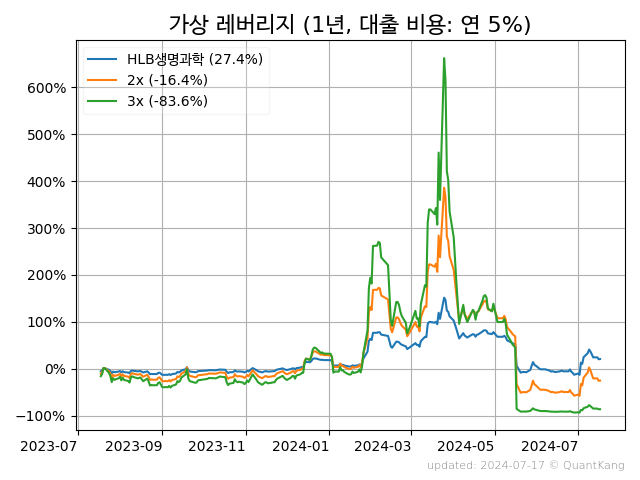 가상 레버리지 (1년, 대출 비용: 연 5%)
HLB생명과학 (27.4%)
2x (-16.4%)
3x (-83.6%)
600%
500%
400%
300%
200%
100%
0%
−100%
2023-07 2023-09 2023-11 2024-01 2024-03 2024-05 2024-07
updated: 2024-07-17 © QuantKang